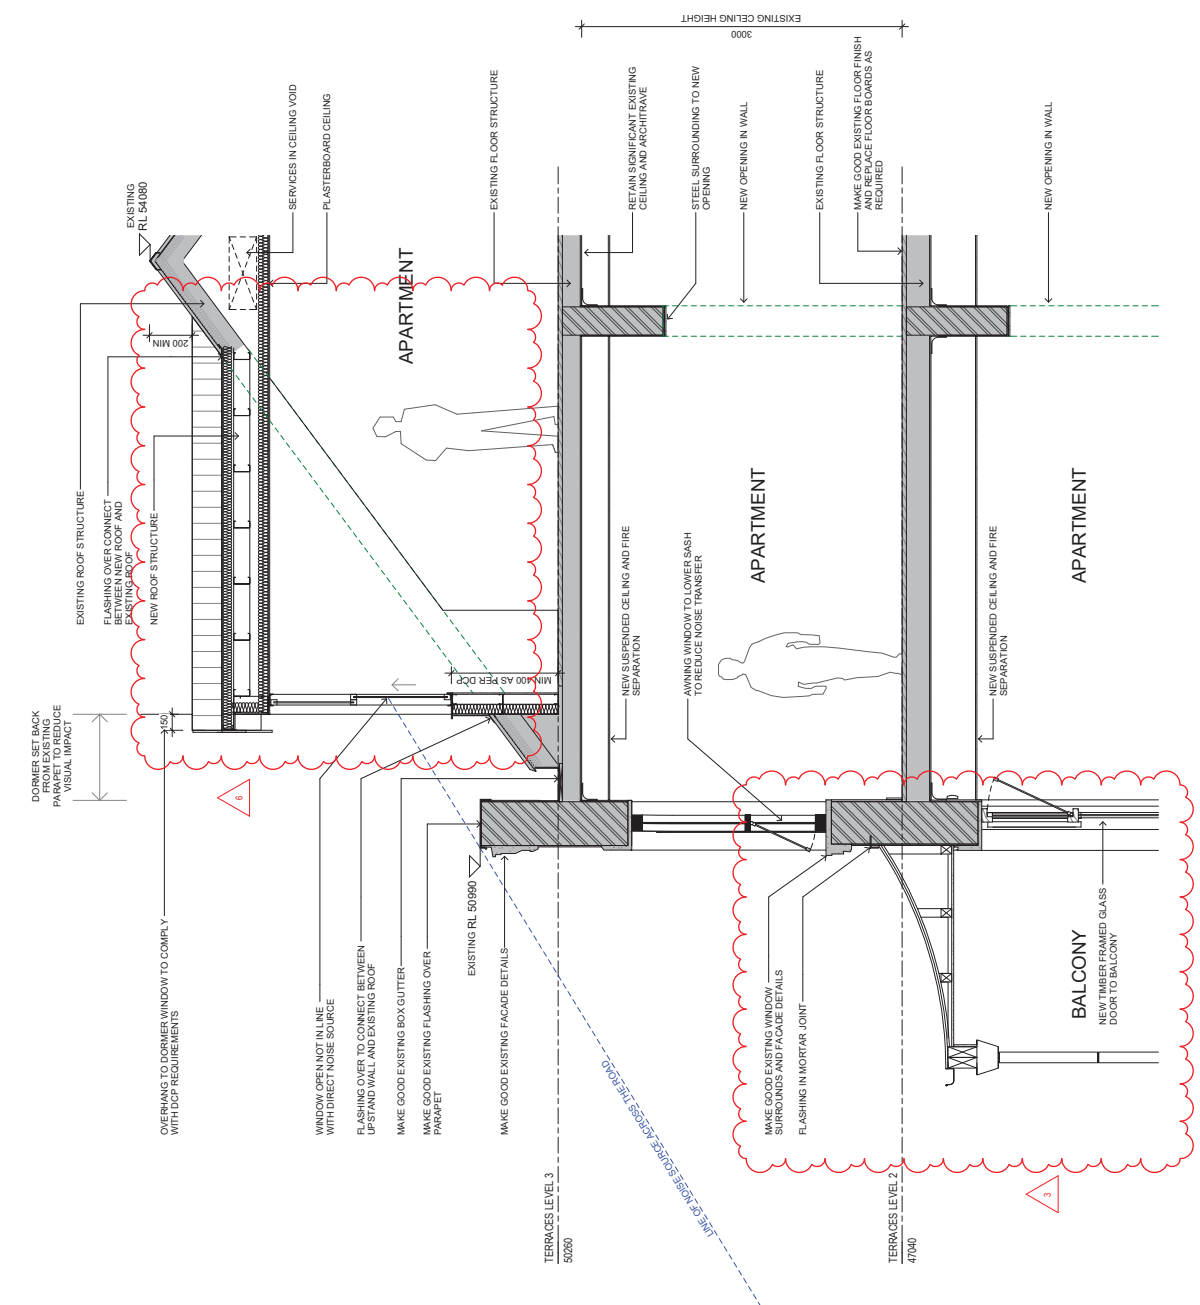 EXISTING CELING HEIGHT
3000
EXISTING
RL 54080
SERVICES IN CEILING VOID
PLASTERBOARD CEILING
EXISTING FLOOR STRUCTURE
RETAIN SIGNIFICANT EXISTING
CEILING AND ARCHITRAVE
STEEL SURROUNDING TO NEW
OPENING
NEW OPENING IN WALL
EXISTING FLOOR STRUCTURE
MAKE GOOD EXISTING FLOOR FINISH
AND REPLACE FLOOR BOARDS AS
REQUIRED
NEW OPENING IN WALL
200 MIN
APARTMENT
EXISTING ROOF STRUCTURE
FLASHING OVER CONNECT
BETWEEN NEW ROOF AND
EXISTING ROOF
NEW ROOF STRUCTURE
MIN 400 AS PER DCP
NEW SUSPENDED CEILING AND FIRE
SEPARATION
AWNING WINDOW TO LOWER SASH
TO REDUCE NOISE TRANSFER
APARTMENT
NEW SUSPENDED CEILING AND FIRE
SEPARATION
APARTMENT
DORMER SET BACK
FROM EXISTING
PARAPET TO REDUCE
VISUAL IMPACT
150
6
OVERHANG TO DORMER WINDOW TO COMPLY
WITH DCP REQUIREMENTS
WINDOW OPEN NOT IN LINE
WITH DIRECT NOISE SOURCE
FLASHING OVER TO CONNECT BETWEEN
UPSTAND WALL AND EXISTING ROOF
MAKE GOOD EXISTING BOX GUTTER
MAKE GOOD EXISTING FLASHING OVER
PARAPET
EXISTING RL 50990
MAKE GOOD EXISTING FACADE DETAILS
LINE OF NOISE SOURCE ACROSS THE ROAD
MAKE GOOD EXISTING WINDOW
SURROUNDS AND FACADE DETAILS
FLASHING IN MORTAR JOINT
BALCONY
NEW TIMBER FRAMED GLASS
DOOR TO BALCONY
3
TERRACES LEVEL 3
50260
TERRACES LEVEL 2
47040